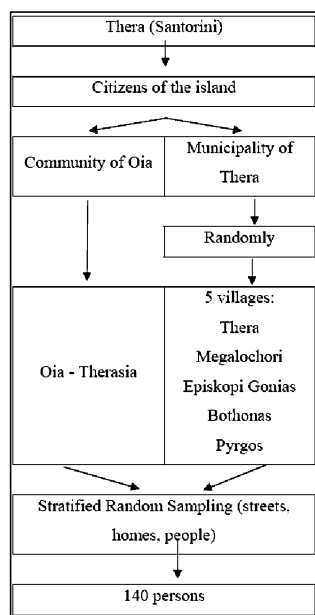 Thera (Santorini)
Citizens of the island
Community of Oia
Municipality of
Thera
Randomly
Oia - Therasia
5 villages:
Thera
Megalochori
Episkopi Gonias
Bothonas
Pyrgos
Stratified Random Sampling (streets,
homes, people)
140 persons